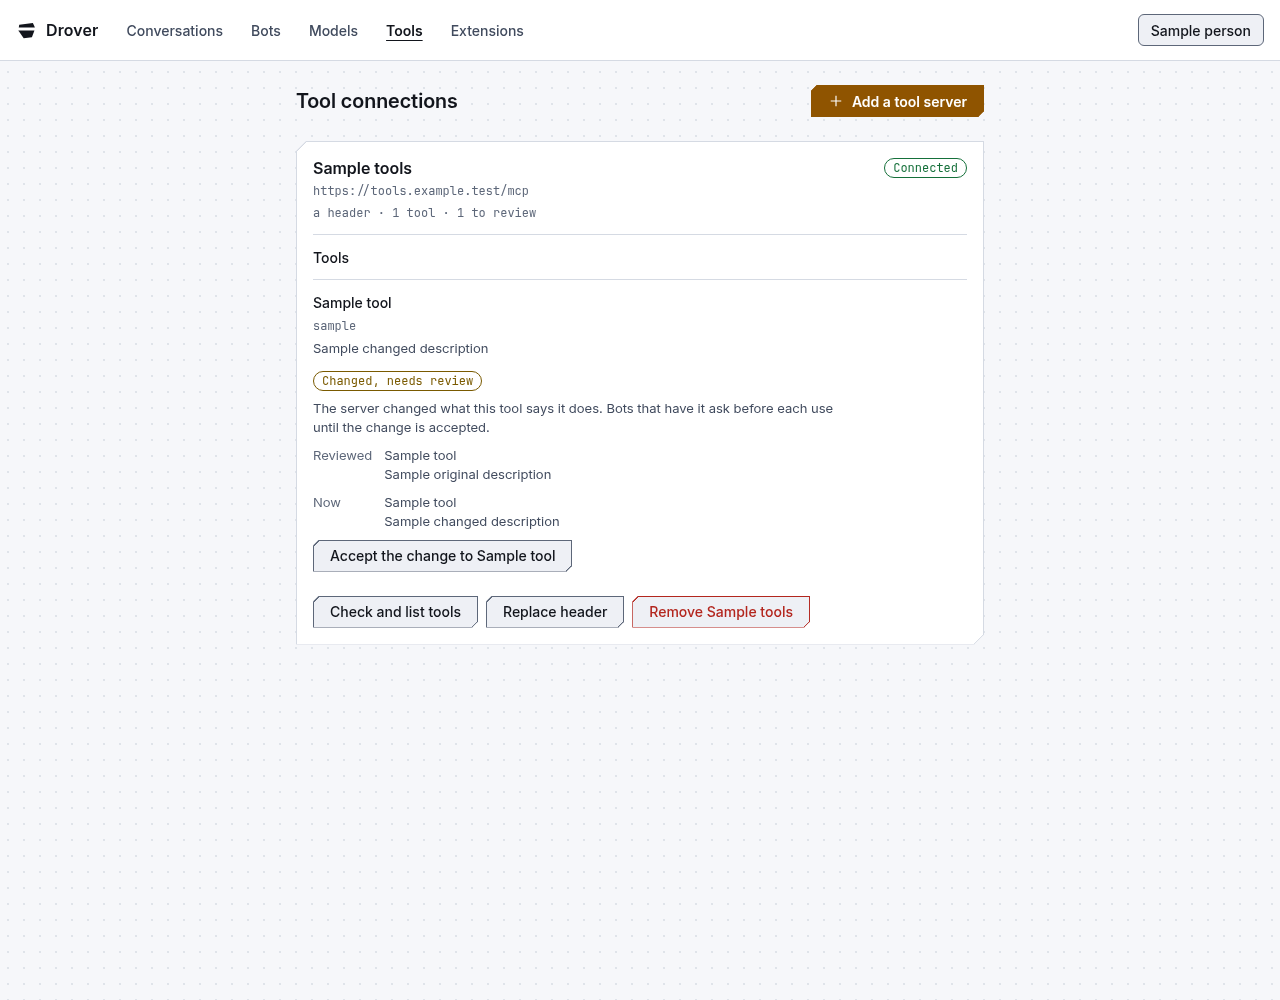 Drover
Conversations
Bots
Models
Tools
Extensions
Sample person
Tool connections
Add a tool server
Sample tools
Connected
https://tools.example.test/mcp
a header · 1 tool · 1 to review
Tools
Sample tool
sample
Sample changed description
Changed, needs review
The server changed what this tool says it does. Bots that have it ask before each use
until the change is accepted.
Reviewed
Sample tool
Sample original description
Now
Sample tool
Sample changed description
Accept the change to Sample tool
Check and list tools
Replace header
Remove Sample tools